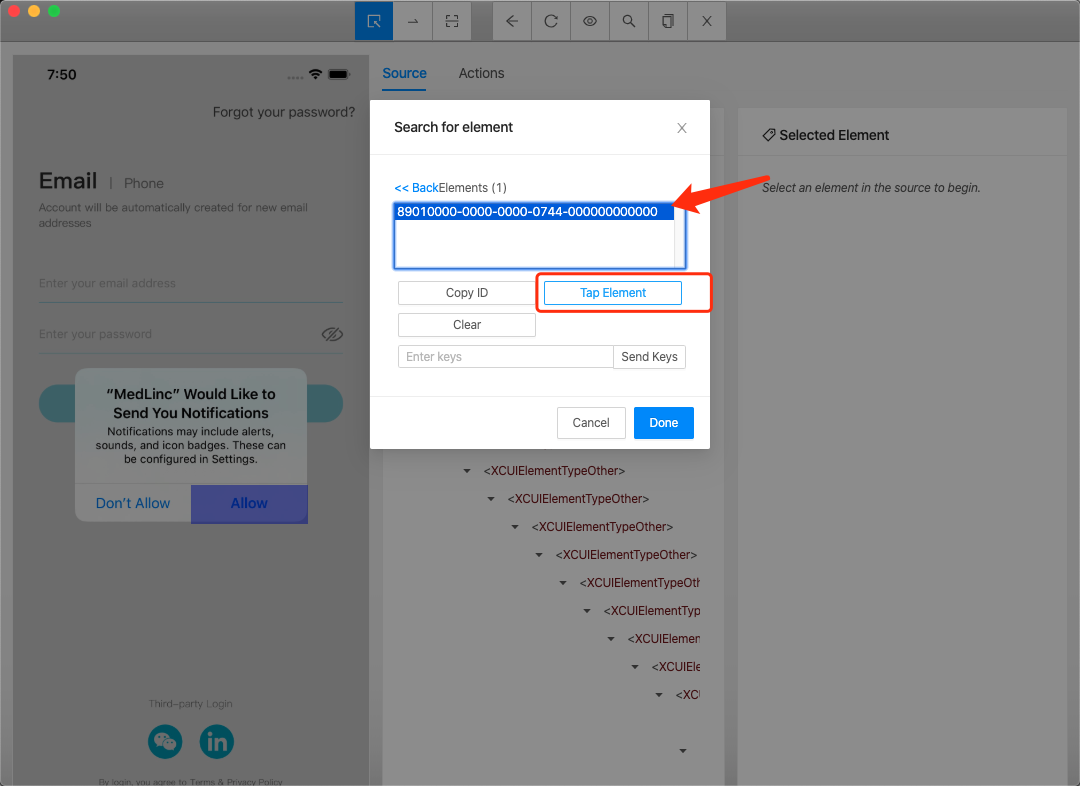 7:50
Forgot your password?
Email | Phone
Account will be automatically created for new email
addresses
Enter your email address
Enter your password
“MedLinc” Would Like to
Send You Notifications
Notifications may include alerts,
sounds, and icon badges. These can
be configured in Settings.
Don’t Allow
Allow
Third-party Login
in
By login, you agree to Terms & Privacy Policy
Source
Actions
Search for element
<< BackElements (1)
89010000-0000-0000-0744-000000000000
Copy ID
Tap Element
Clear
Enter keys
Send Keys
Cancel
Done
<XCUIElementTypeOther>
<XCUIElementTypeOther>
<XCUIElementTypeOther>
<XCUIElementTypeOther>
<XCUIElementTypeOth
<XCUIElementTyp
<XCUIElemen
<XCUIEle
<XCU
Selected Element
Select an element in the source to begin.